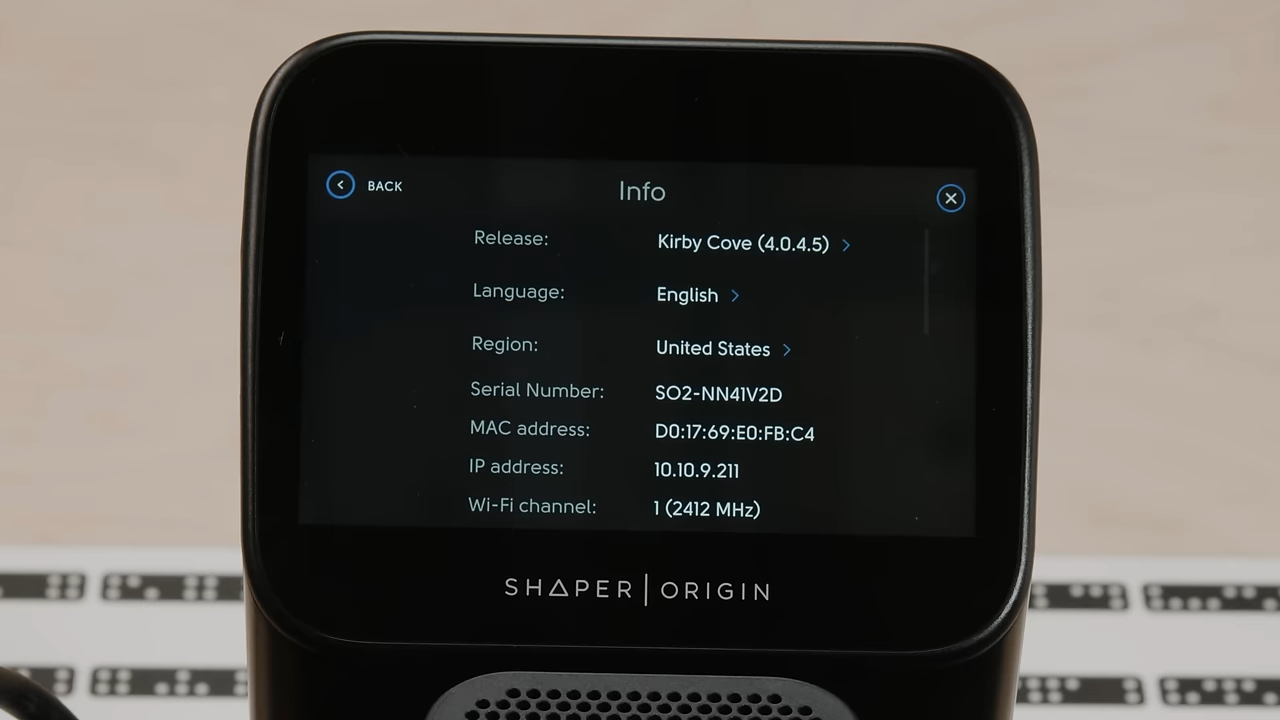 BACK
Info
Release: Kirby Cove (4.0.4.5)
Language: English
Region: United States
Serial Number: SO2-NN41V2D
MAC address: D0:17:69:E0:FB:C4
IP address: 10.10.9.211
Wi-Fi channel: 1 (2412 MHz)
SHAPER | ORIGIN